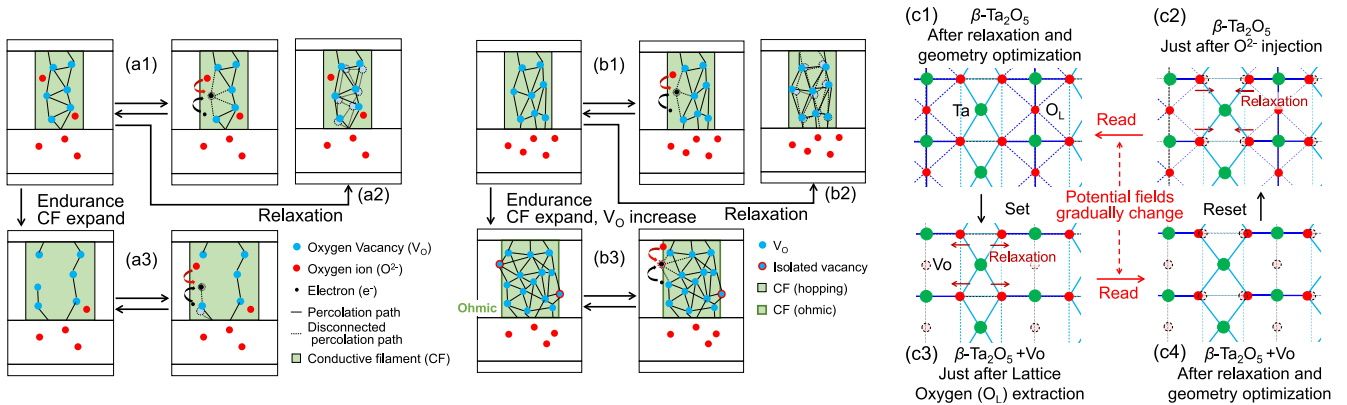 (a1)
(a2)
Relaxation
Endurance
CF expand
(a3)
Oxygen Vacancy (VO)
Oxygen ion (O2-)
Electron (e-)
Percolation path
Disconnected
percolation path
Conductive filament (CF)
(b1)
(b2)
Relaxation
Endurance
CF expand, VO increase
(b3)
Ohmic
VO
Isolated vacancy
CF (hopping)
CF (ohmic)
(c1)
β-Ta2O5
After relaxation and
geometry optimization
Ta
OL
(c2)
β-Ta2O5
Just after O2- injection
Relaxation
Read
Potential fields
gradually change
Set
Reset
Read
Vo
Relaxation
(c3)
β-Ta2O5 +Vo
Just after Lattice
Oxygen (OL) extraction
(c4)
β-Ta2O5 +Vo
After relaxation and
geometry optimization